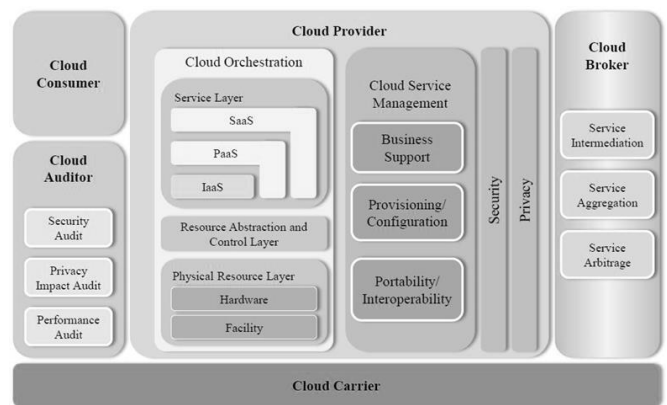 Cloud
Consumer
Cloud
Auditor
Security
Audit
Privacy
Impact Audit
Performance
Audit
Cloud Provider
Cloud Orchestration
Service Layer
SaaS
PaaS
IaaS
Resource Abstraction and
Control Layer
Physical Resource Layer
Hardware
Facility
Cloud Service
Management
Business
Support
Provisioning/
Configuration
Portability/
Interoperability
Security
Privacy
Cloud
Broker
Service
Intermediation
Service
Aggregation
Service
Arbitrage
Cloud Carrier